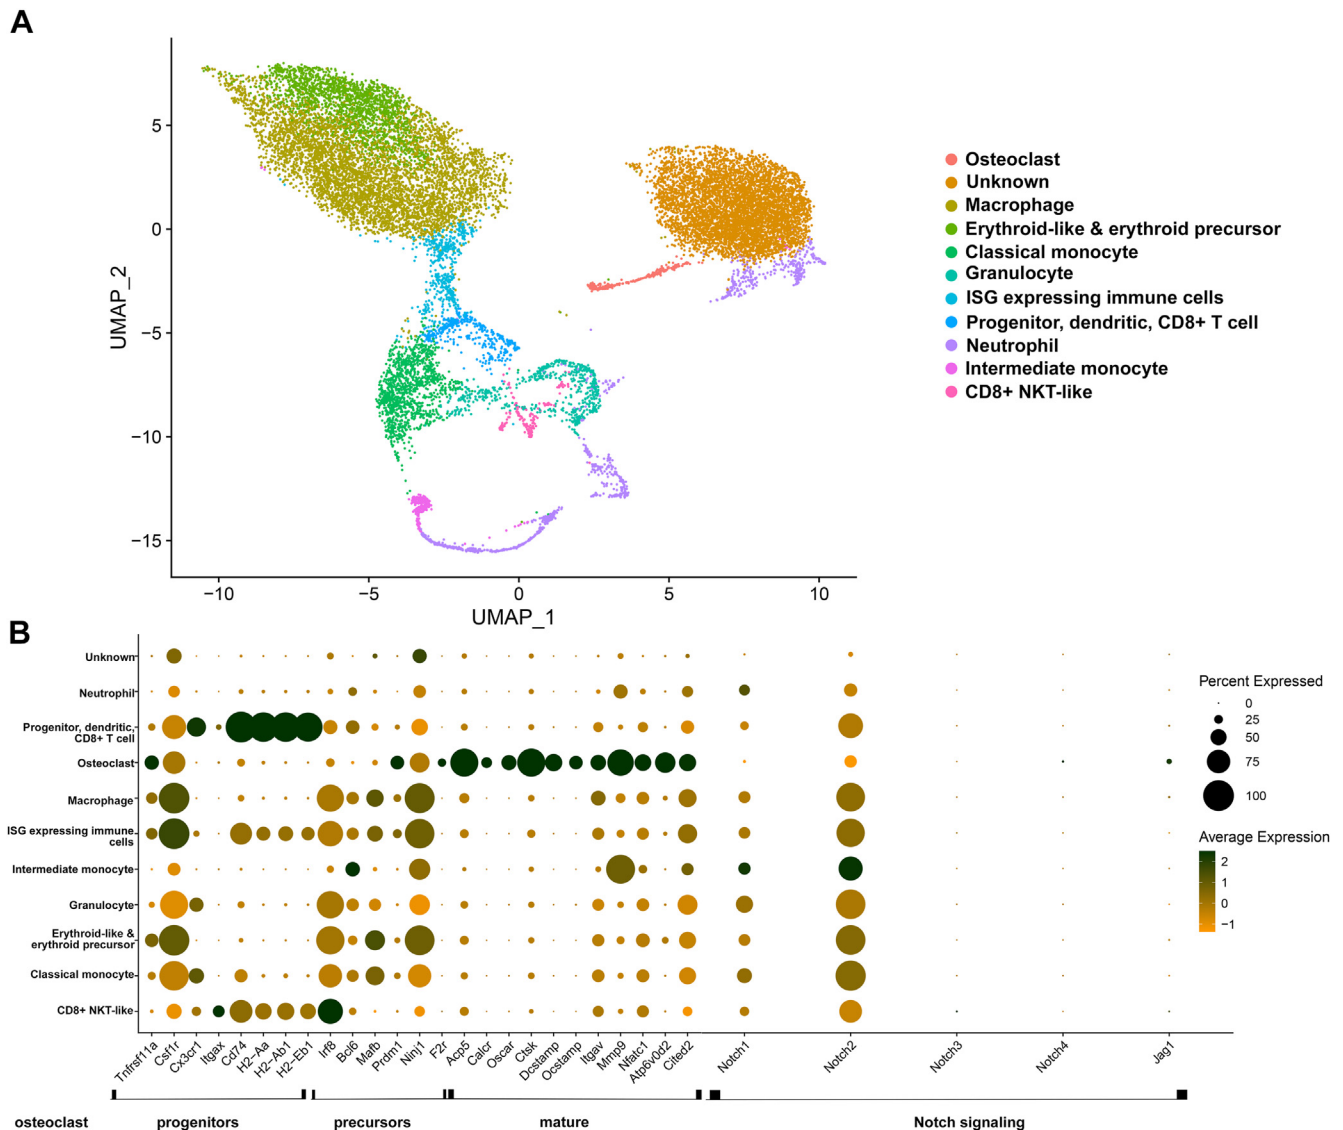 A
UMAP_2
5
0
−5
−10
−15
−10
−5
0
5
10
UMAP_1
Osteoclast
Unknown
Macrophage
Erythroid-like & erythroid precursor
Classical monocyte
Granulocyte
ISG expressing immune cells
Progenitor, dendritic, CD8+ T cell
Neutrophil
Intermediate monocyte
CD8+ NKT-like
B
Unknown
Neutrophil
Progenitor, dendritic,
CD8+ T cell
Osteoclast
Macrophage
ISG expressing immune
cells
Intermediate monocyte
Granulocyte
Erythroid-like &
erythroid precursor
Classical monocyte
CD8+ NKT-like
Tnfrsf11a
Csf1r
Cx3cr1
Itgax
Cd74
H2−Aa
H2−Ab1
H2−Eb1
Irf8
Bcl6
Mafb
Prdm1
Ninj1
F2r
Acp5
Calcr
Oscar
Ctsk
Dcstamp
Ocstamp
Itgav
Mmp9
Nfatc1
Atp6v0d2
Cited2
Notch1
Notch2
Notch3
Notch4
Jag1
osteoclast
progenitors
precursors
mature
Notch signaling
Percent Expressed
0
25
50
75
100
Average Expression
2
1
0
−1